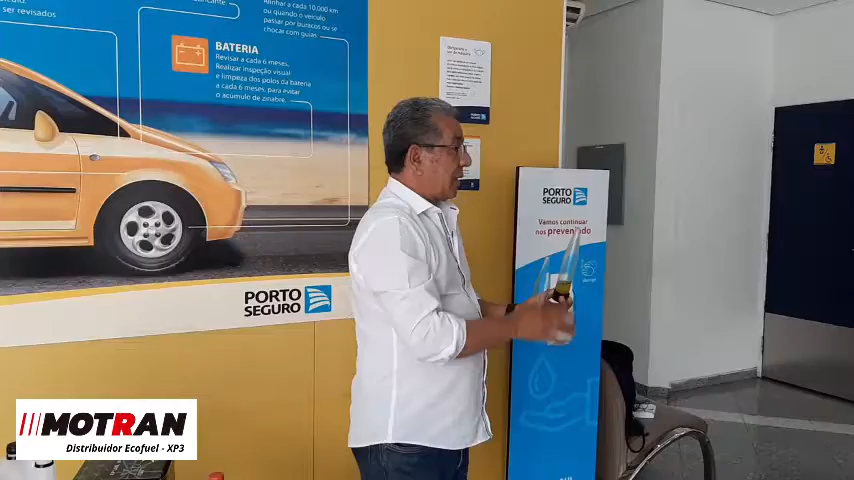 ser revisados
Alinhar a cada 10.000 km
ou quando o veículo
passar por buracos ou se
chocar com guias.
BATERIA
Revisar a cada 6 meses.
Realizar inspeção visual
e limpeza dos polos da bateria
a cada 6 meses, para evitar
o acúmulo de zinabre.
PORTO
SEGURO
PORTO
SEGURO
PORTO
SEGURO
Vamos continuar
nos prevenindo
MOTRAN
Distribuidor Ecofuel - XP3